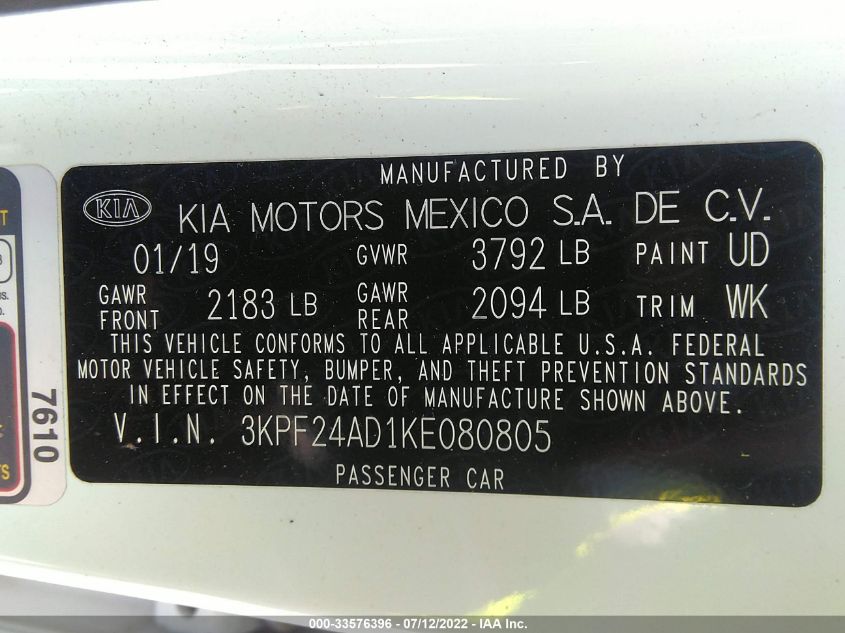 MANUFACTURED BY
KIA KIA MOTORS MEXICO S.A. DE C.V.
01/19 GVWR 3792 LB PAINT UD
GAWR FRONT 2183 LB GAWR REAR 2094 LB TRIM WK
THIS VEHICLE CONFORMS TO ALL APPLICABLE U.S.A. FEDERAL
MOTOR VEHICLE SAFETY, BUMPER, AND THEFT PREVENTION STANDARDS
IN EFFECT ON THE DATE OF MANUFACTURE SHOWN ABOVE.
V.I.N. 3KPF24AD1KE080805
PASSENGER CAR
7610
000-33576396 - 07/12/2022 - IAA Inc.